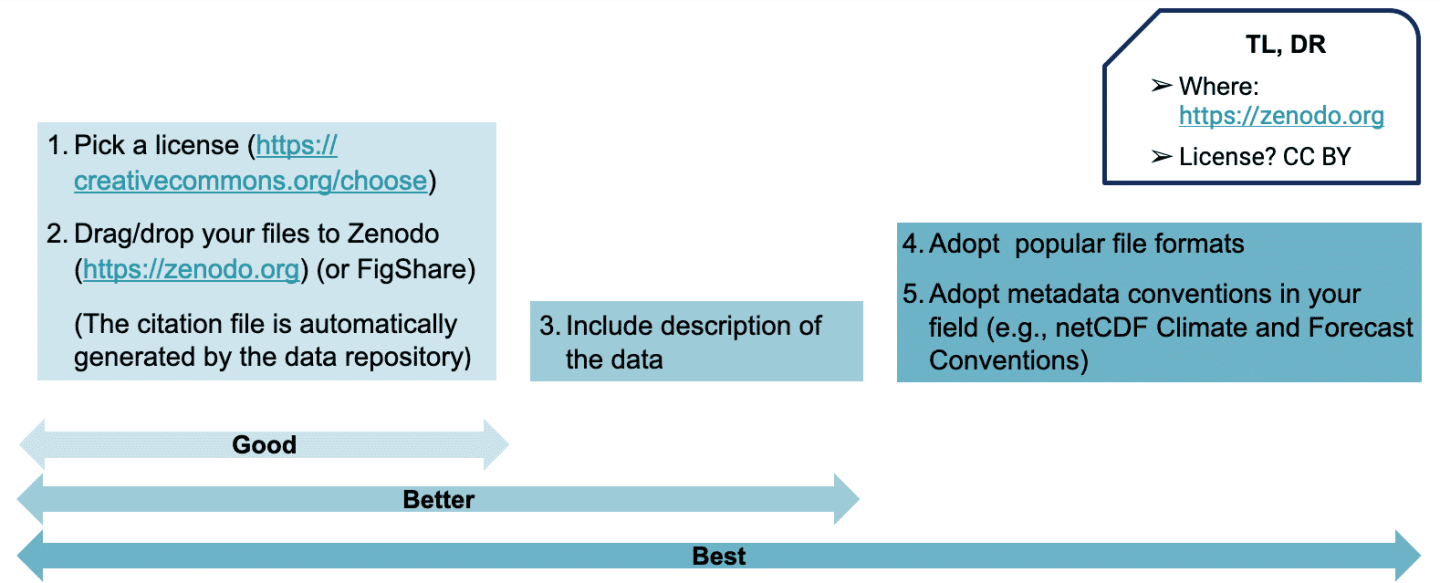 TL, DR
➢ Where:
https://zenodo.org
➢ License? CC BY
1. Pick a license (https://
creativecommons.org/choose)
2. Drag/drop your files to Zenodo
(https://zenodo.org) (or FigShare)
(The citation file is automatically
generated by the data repository)
3. Include description of
the data
4. Adopt popular file formats
5. Adopt metadata conventions in your
field (e.g., netCDF Climate and Forecast
Conventions)
Good
Better
Best